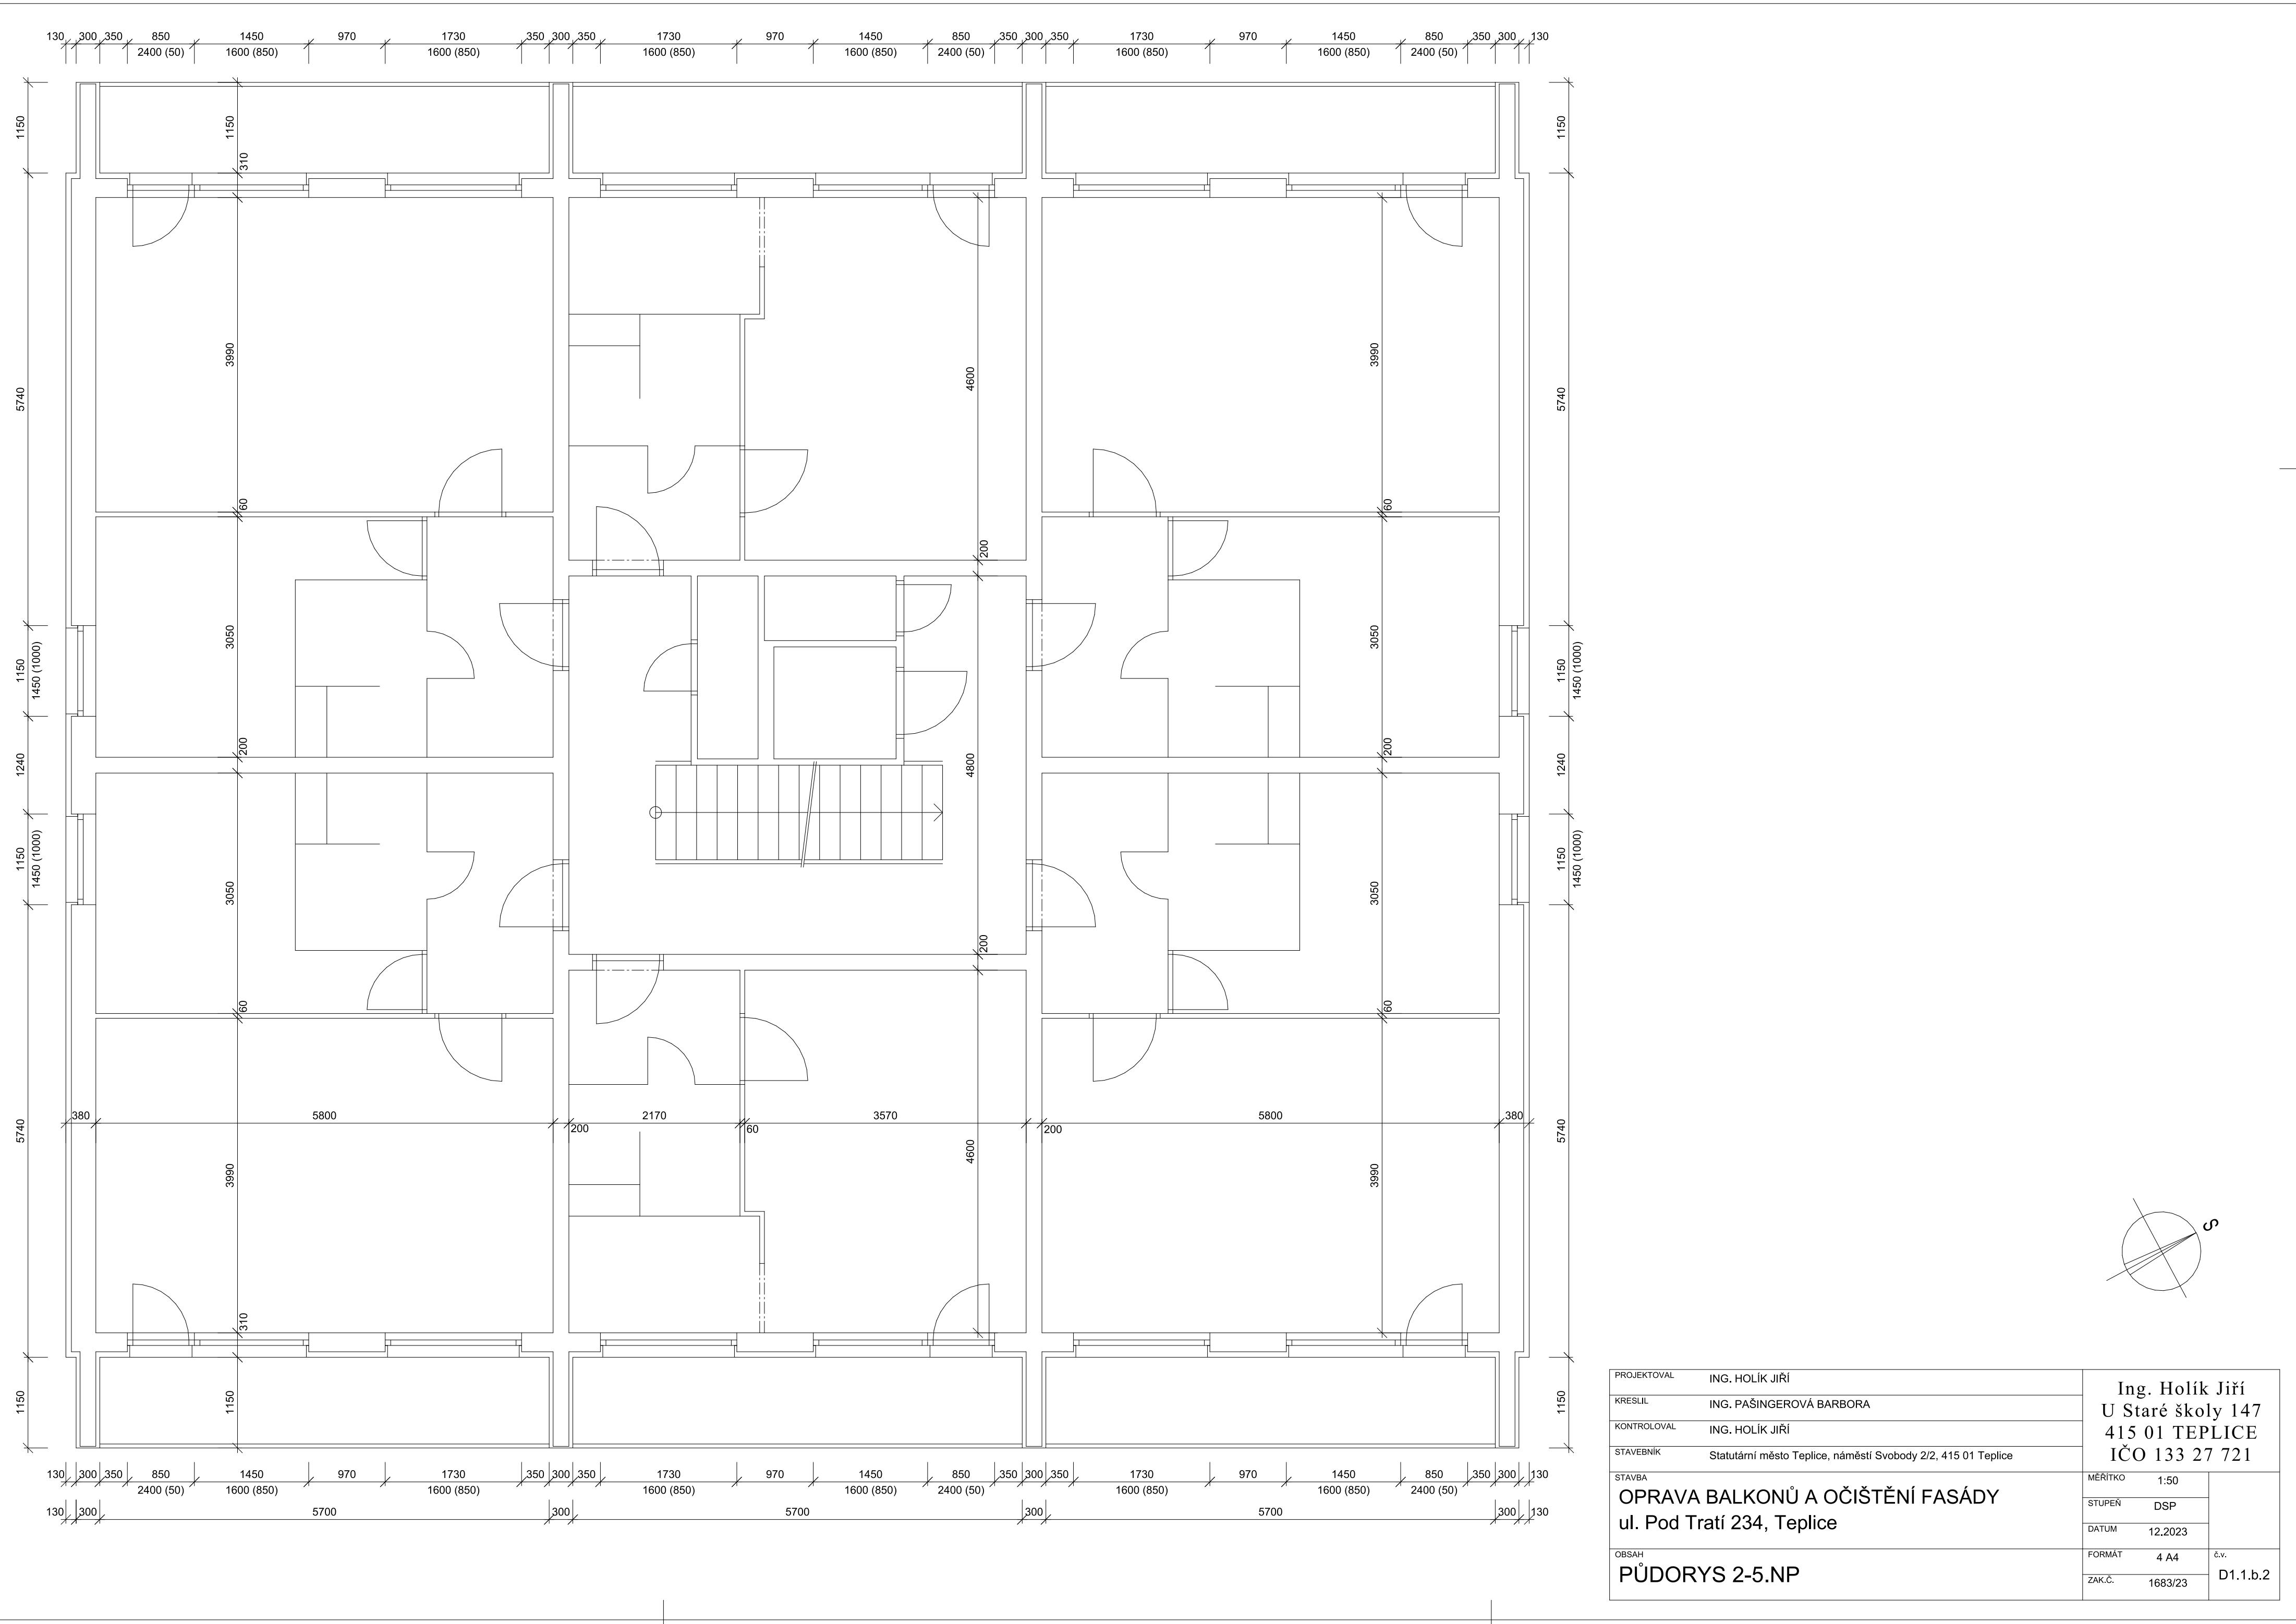 130 300 350 850 1450 970 1730 350 300 350 1730 970 1450 850 350 300 350 1730 970 1450 850 350 300 130
2400 (50) 1600 (850) 1600 (850) 1600 (850) 1600 (850) 2400 (50) 1600 (850) 1600 (850) 2400 (50)
1150 1150 1150
310
3990 3990
5740 4600 5740
60 60
200
3050 3050
1150 1150
1450 (1000) 1450 (1000)
200 200
1240 4800 1240
1150 1150
1450 (1000) 1450 (1000)
3050 3050
200
60 60
380 5800 2170 3570 5800 380
200 60 200
5740 4600 5740
3990 3990
310
1150 1150 1150
130 300 350 850 1450 970 1730 350 300 350 1730 970 1450 850 350 300 350 1730 970 1450 850 350 300 130
2400 (50) 1600 (850) 1600 (850) 1600 (850) 1600 (850) 2400 (50) 1600 (850) 1600 (850) 2400 (50)
130 300 5700 300 5700 300 5700 300 130
S
PROJEKTOVAL ING. HOLÍK JIŘÍ
KRESLIL ING. PAŠINGEROVÁ BARBORA
KONTROLOVAL ING. HOLÍK JIŘÍ
STAVEBNÍK Statutární město Teplice, náměstí Svobody 2/2, 415 01 Teplice
Ing. Holík Jiří
U Staré školy 147
415 01 TEPLICE
IČO 133 27 721
STAVBA
OPRAVA BALKONŮ A OČIŠTĚNÍ FASÁDY
ul. Pod Tratí 234, Teplice
MĚŘÍTKO 1:50
STUPEŇ DSP
DATUM 12.2023
OBSAH
PŮDORYS 2-5.NP
FORMÁT 4 A4
ZAK.Č. 1683/23
č.v.
D1.1.b.2